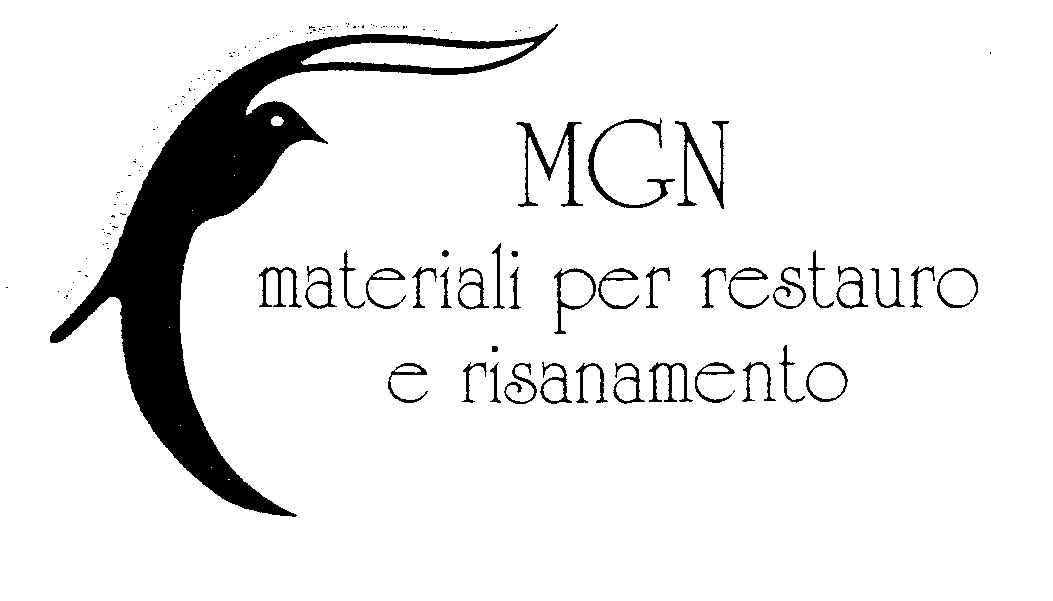 MGN
materiali per restauro
e risanamento